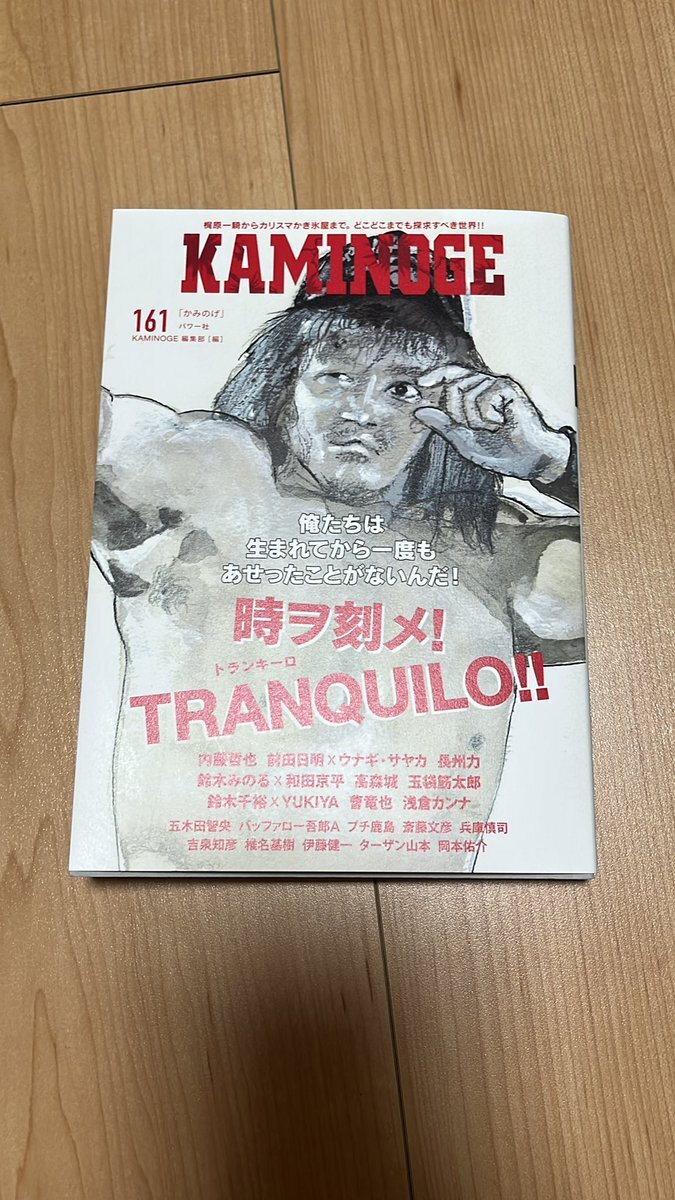 梶原一騎からカリスマかき氷屋まで。どこどこまでも探求すべき世界!!
KAMINOGE
161
「かみのげ」
パワー社
KAMINOGE 編集部 [編]
俺たちは
生まれてから一度も
あせったことがないんだ!
時ヲ刻メ!
トランキーロ
TRANQUILO!!
内藤哲也 前田日明×ウナギ・サヤカ 長州力
鈴木みのる×和田京平 髙森城 玉袋筋太郎
鈴木千裕×YUKIYA 曹竜也 浅倉カンナ
五木田智央 バッファロー吾郎A プチ鹿島 斎藤文彦 兵庫慎司
吉泉知彦 椎名基樹 伊藤健一 ターザン山本 岡本佑介